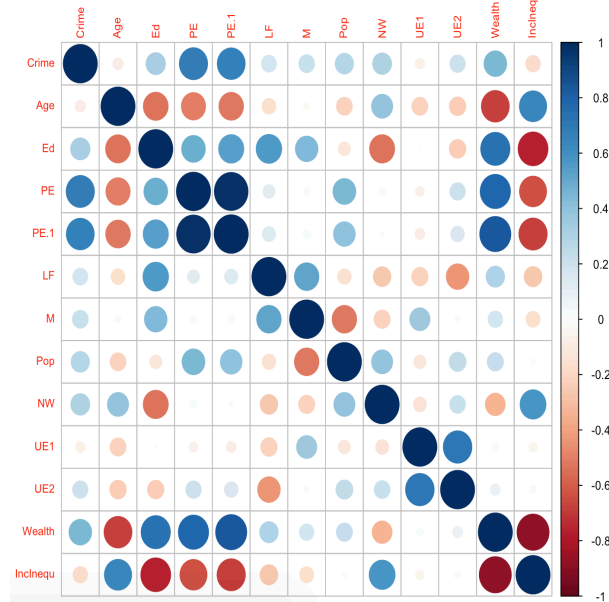 Crime Age Ed PE PE.1 LF M Pop NW UE1 UE2 Wealth IncInequ
Crime
Age
Ed
PE
PE.1
LF
M
Pop
NW
UE1
UE2
Wealth
IncInequ
1
0.8
0.6
0.4
0.2
0
-0.2
-0.4
-0.6
-0.8
-1